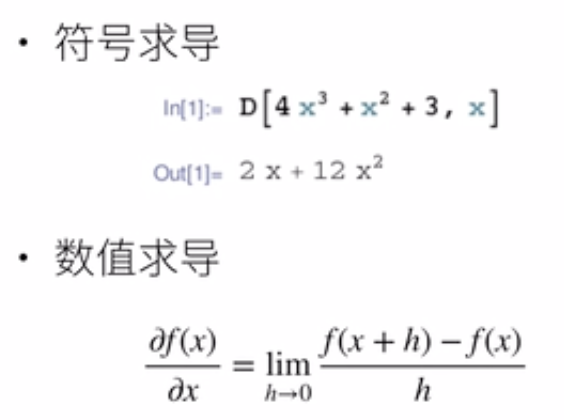 • 符号求导
In[1]:= D[4 x³ + x² + 3, x]
Out[1]= 2 x + 12 x²
• 数值求导
∂f(x)/∂x = lim h→0 (f(x + h) − f(x))/h